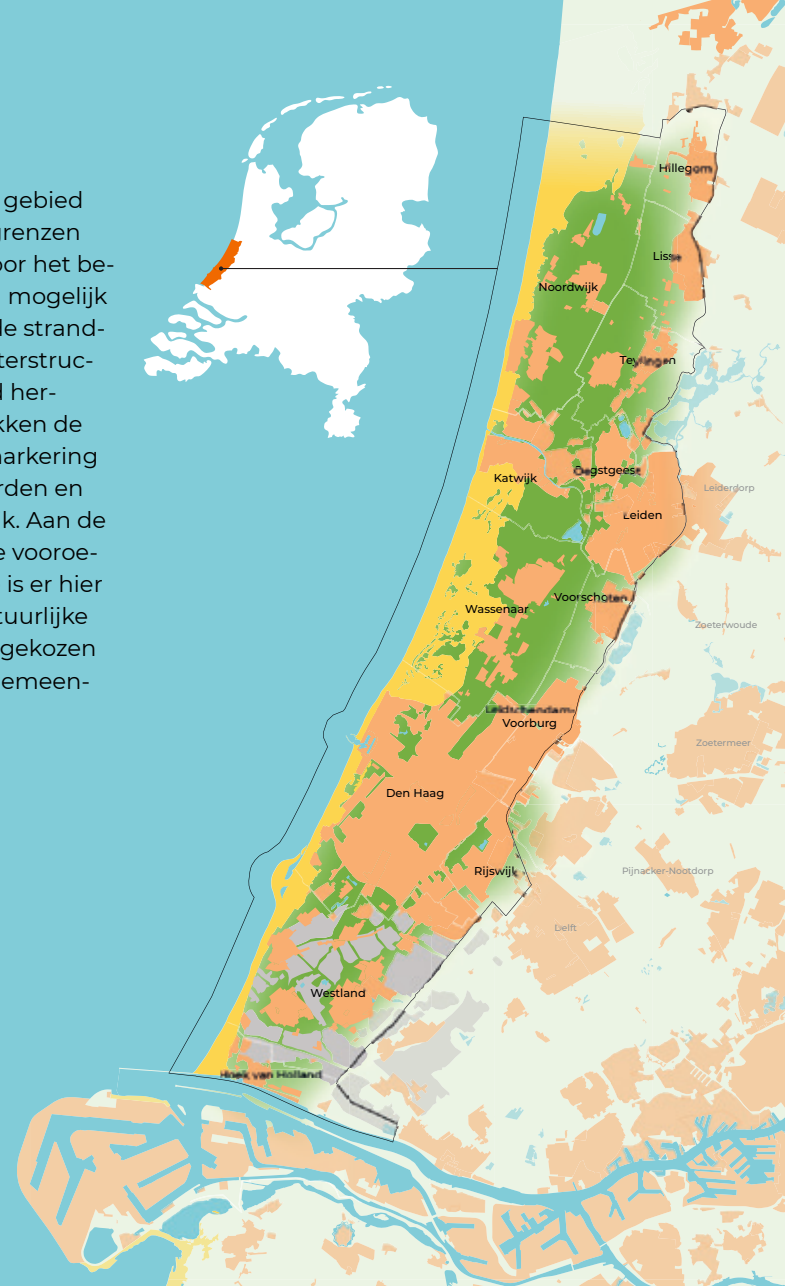 gebied
grenzen
oor het be-
mogelijk
de strand-
terstruc-
d her-
kken de
markering
rden en
k. Aan de
e vooroe-
is er hier
tuurlijke
gekozen
emeen-
Hillegom
Lisse
Noordwijk
Teylingen
Oegstgeest
Katwijk
Leiderdorp
Leiden
Voorschoten
Wassenaar
Zoeterwoude
Leidschendam-
Voorburg
Zoetermeer
Den Haag
Rijswijk
Pijnacker-Nootdorp
Delft
Westland
Hoek van Holland